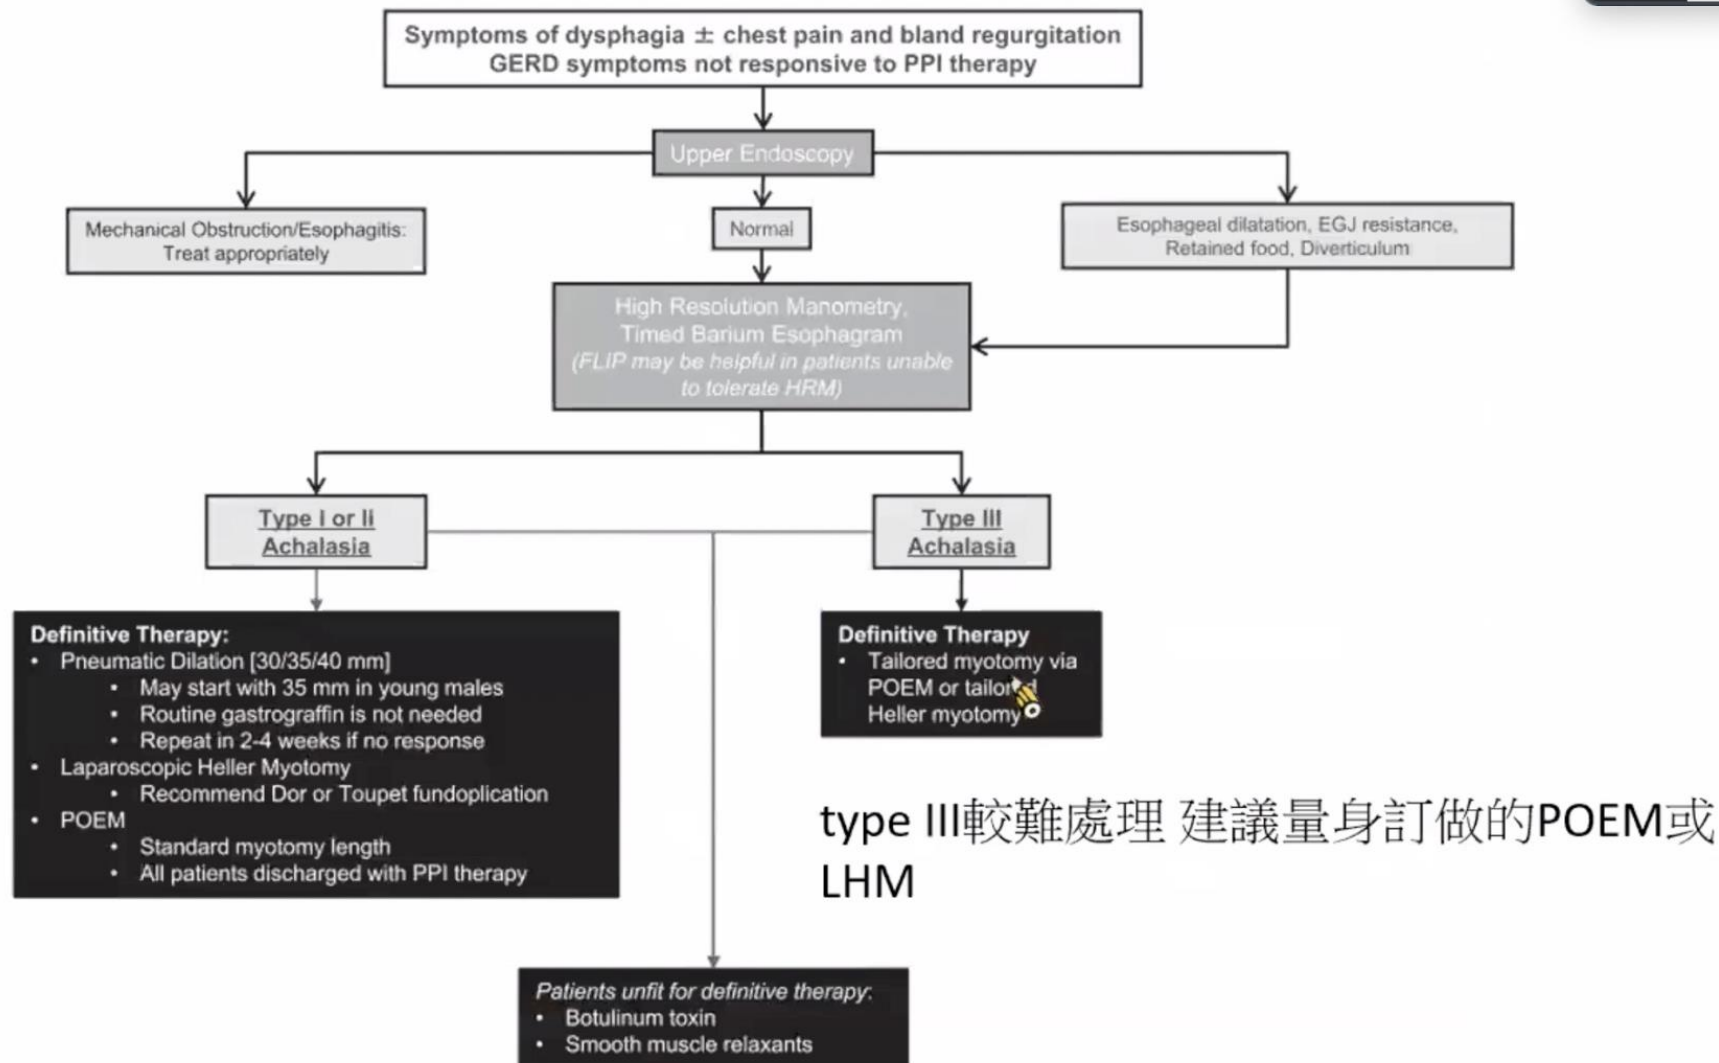 Symptoms of dysphagia ± chest pain and bland regurgitation
GERD symptoms not responsive to PPI therapy
Upper Endoscopy
Mechanical Obstruction/Esophagitis:
Treat appropriately
Normal
Esophageal dilatation, EGJ resistance,
Retained food, Diverticulum
High Resolution Manometry,
Timed Barium Esophagram
(FLIP may be helpful in patients unable
to tolerate HRM)
Type I or Ii
Achalasia
Type III
Achalasia
Definitive Therapy:
• Pneumatic Dilation [30/35/40 mm]
• May start with 35 mm in young males
• Routine gastrograffin is not needed
• Repeat in 2-4 weeks if no response
• Laparoscopic Heller Myotomy
• Recommend Dor or Toupet fundoplication
• POEM
• Standard myotomy length
• All patients discharged with PPI therapy
Definitive Therapy
• Tailored myotomy via
POEM or tailored
Heller myotomy
type III較難處理 建議量身訂做的POEM或
LHM
Patients unfit for definitive therapy:
• Botulinum toxin
• Smooth muscle relaxants